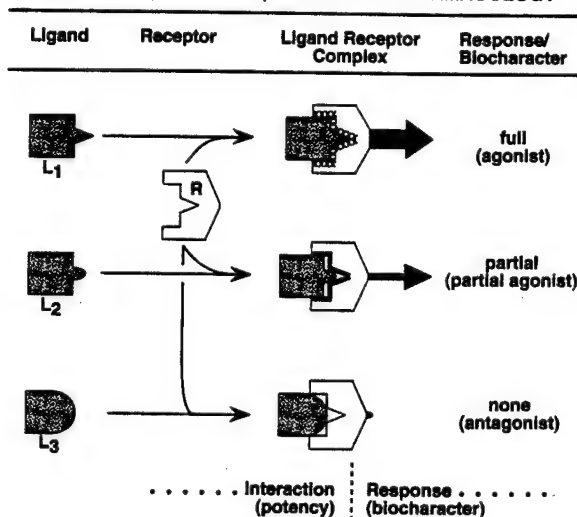 Ligand Receptor Ligand Receptor Complex Response/ Biocharacter
L1 full (agonist)
R
L2 partial (partial agonist)
L3 none (antagonist)
. . . . . . Interaction (potency) Response . . . . . . (biocharacter)